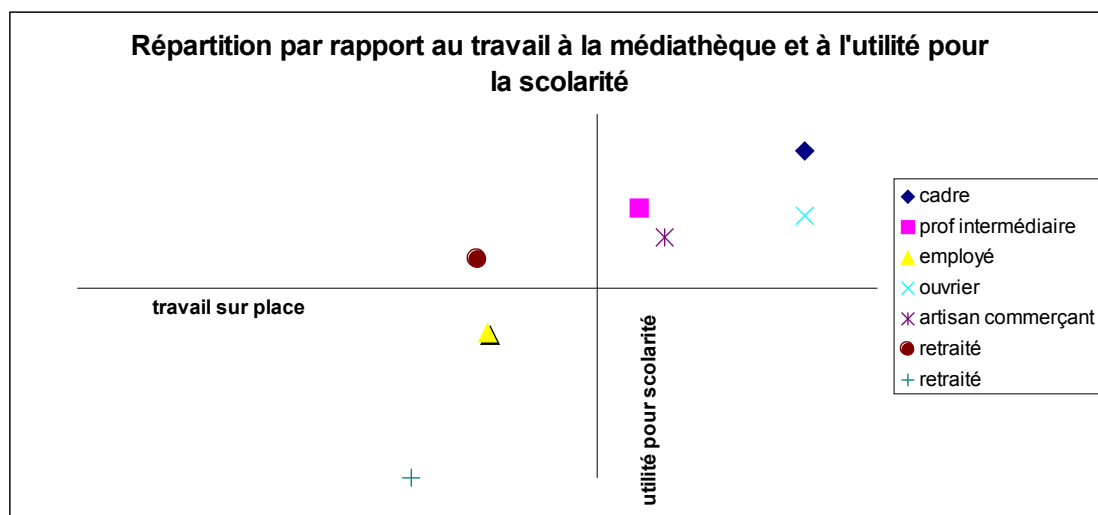 Répartition par rapport au travail à la médiathèque et à l'utilité pour
la scolarité
cadre
prof intermédiaire
employé
ouvrier
artisan commerçant
retraité
retraité
travail sur place
utilité pour scolarité